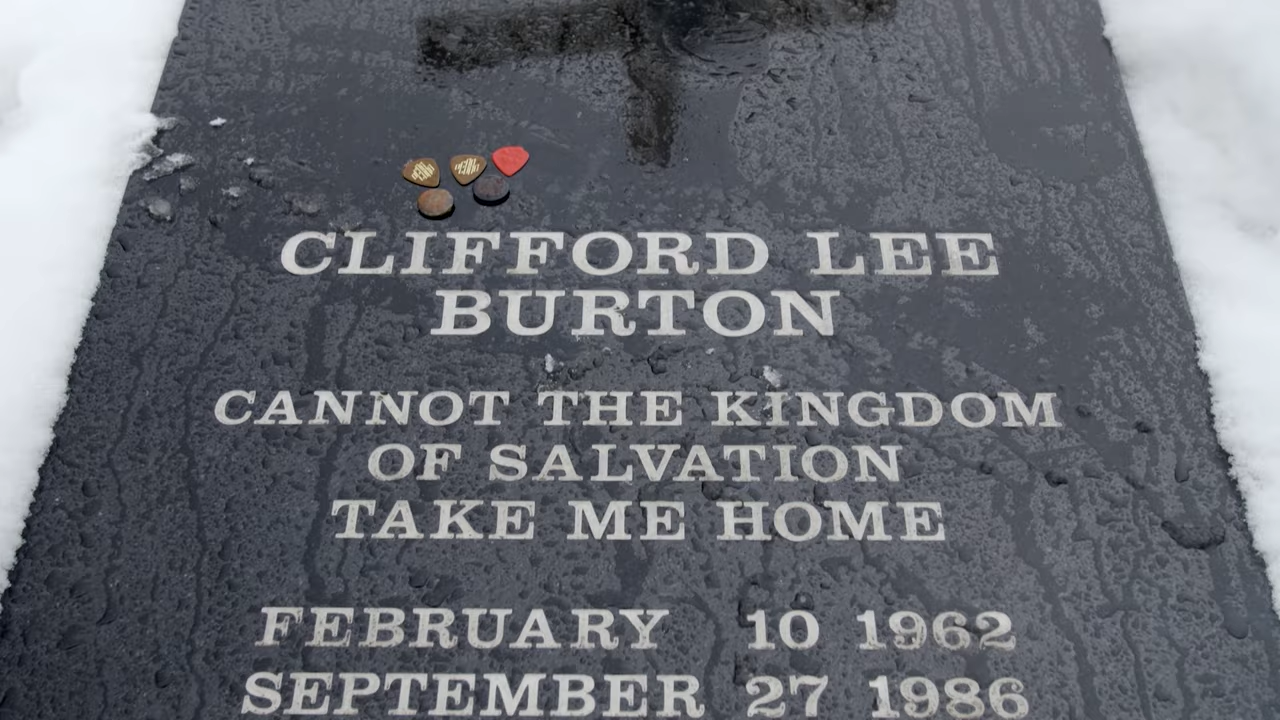 CLIFFORD LEE
BURTON
CANNOT THE KINGDOM
OF SALVATION
TAKE ME HOME
FEBRUARY 10 1962
SEPTEMBER 27 1986